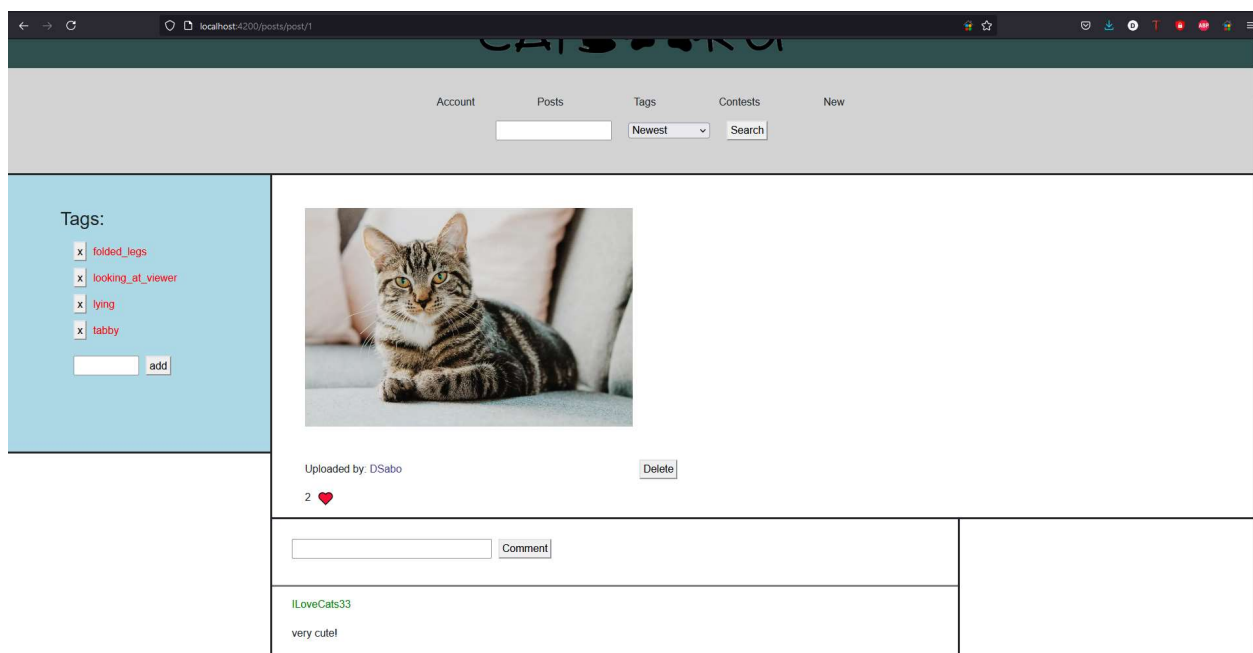 localhost:4200/posts/post/1
Account Posts Tags Contests New
Newest Search
Tags:
x folded_legs
x looking_at_viewer
x lying
x tabby
add
Uploaded by: DSabo Delete
2
Comment
ILoveCats33
very cute!